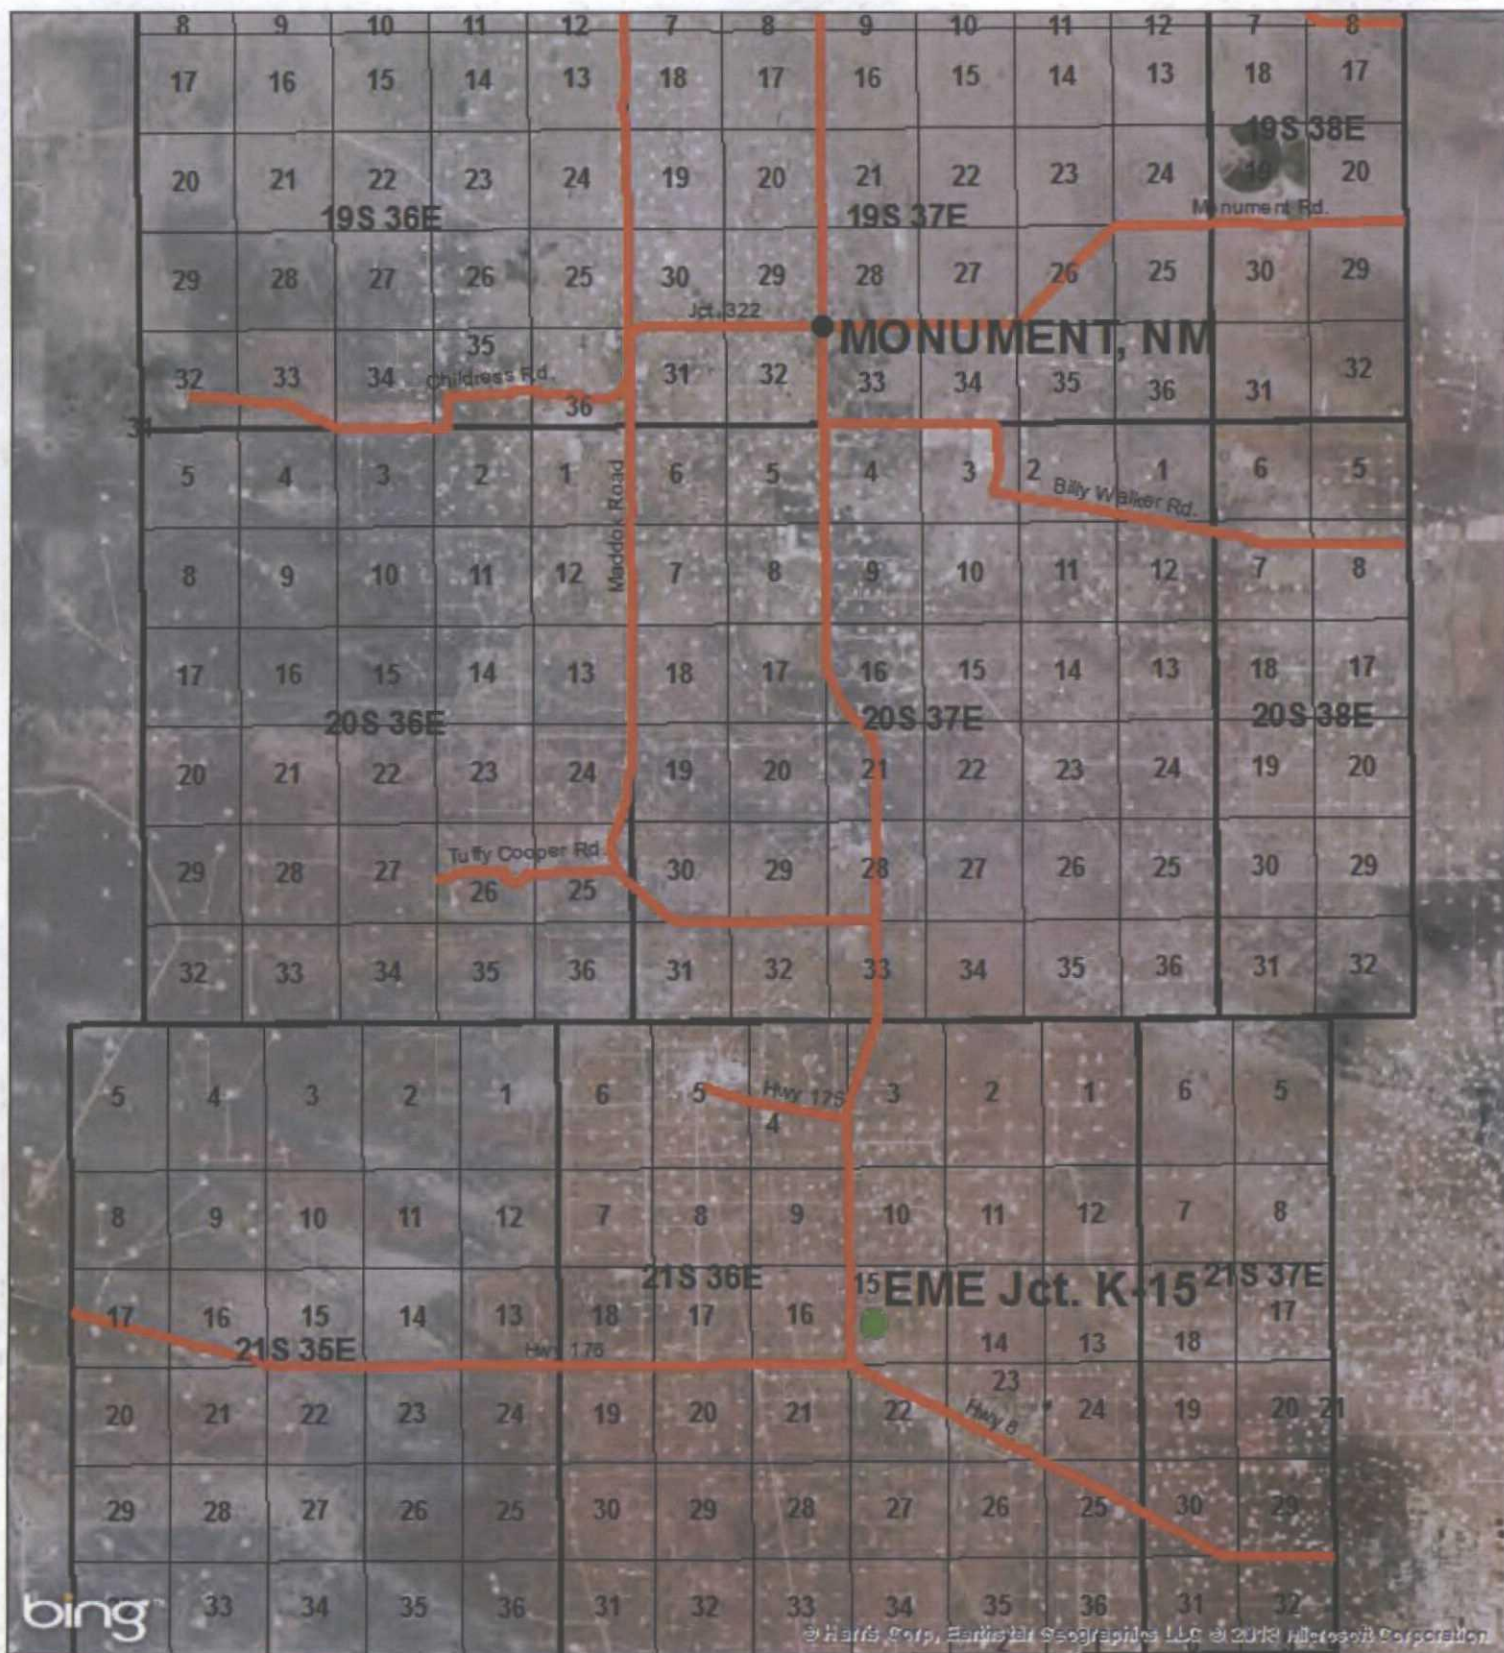 8 9 10 11 12 7 8 9 10 11 12 7 8
17 16 15 14 13 18 17 16 15 14 13 18 17
19S 38E
20 21 22 23 24 19 20 21 22 23 24 19 20
19S 36E 19S 37E Monument Rd.
29 28 27 26 25 30 29 28 27 26 25 30 29
Jct. 322
MONUMENT, NM
35
32 33 34 Childress Rd. 31 32 33 34 35 36 31 32
36
31
5 4 3 2 1 6 5 4 3 2 1 6 5
Maddox Road
Billy Walker Rd.
8 9 10 11 12 7 8 9 10 11 12 7 8
17 16 15 14 13 18 17 16 15 14 13 18 17
20S 36E 20S 37E 20S 38E
20 21 22 23 24 19 20 21 22 23 24 19 20
Tuffy Cooper Rd.
29 28 27 26 25 30 29 28 27 26 25 30 29
32 33 34 35 36 31 32 33 34 35 36 31 32
5 4 3 2 1 6 5 Hwy 176 3 2 1 6 5
4
8 9 10 11 12 7 8 9 10 11 12 7 8
21S 36E 15 EME Jct. K-15 21S 37E
17 16 15 14 13 18 17 16 14 13 18 17
21S 35E Hwy 176
23
20 21 22 23 24 19 20 21 22 Hwy 8 24 19 20 21
29 28 27 26 25 30 29 28 27 26 25 30 29
bing 33 34 35 36 31 32 33 34 35 36 31 32
© Harris Corp, Earthstar Geographics LLC © 2013 Microsoft Corporation